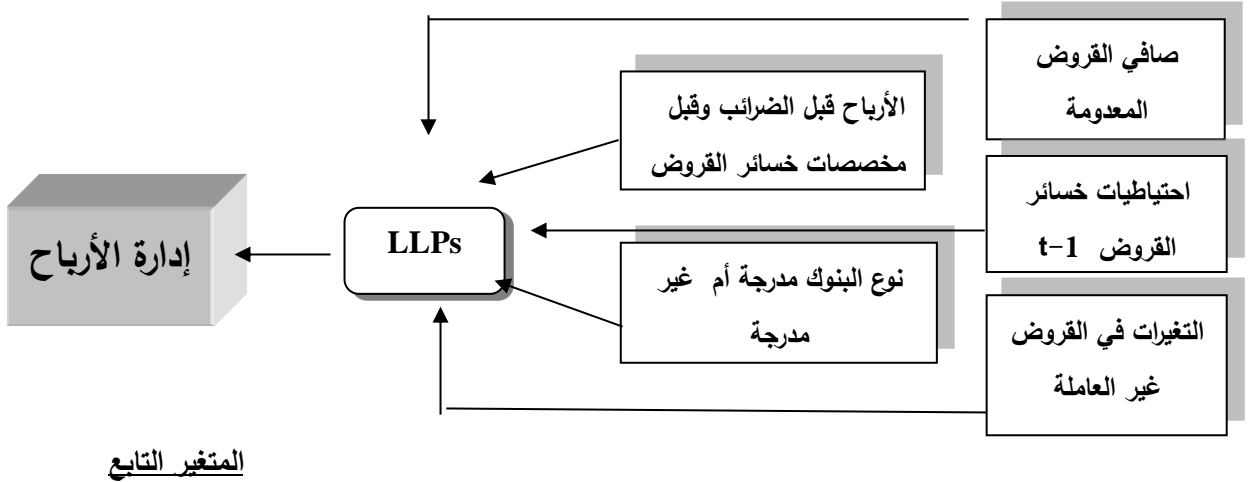 صافي القروض
المعدومة
الأرباح قبل الضرائب وقبل
مخصصات خسائر القروض
احتياطيات خسائر
القروض t-1
LLPs
إدارة الأرباح
نوع البنوك مدرجة أم غير
مدرجة
التغيرات في القروض
غير العاملة
المتغير التابع